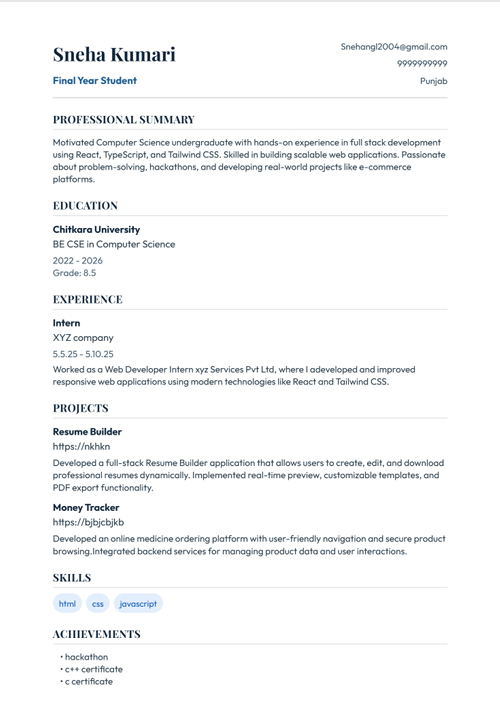 Sneha Kumari
Final Year Student
Snehangl2004@gmail.com
9999999999
Punjab
PROFESSIONAL SUMMARY
Motivated Computer Science undergraduate with hands-on experience in full stack development
using React, TypeScript, and Tailwind CSS. Skilled in building scalable web applications. Passionate
about problem-solving, hackathons, and developing real-world projects like e-commerce
platforms.
EDUCATION
Chitkara University
BE CSE in Computer Science
2022 - 2026
Grade: 8.5
EXPERIENCE
Intern
XYZ company
5.5.25 - 5.10.25
Worked as a Web Developer Intern xyz Services Pvt Ltd, where I adeveloped and improved
responsive web applications using modern technologies like React and Tailwind CSS.
PROJECTS
Resume Builder
https://nkhkn
Developed a full-stack Resume Builder application that allows users to create, edit, and download
professional resumes dynamically. Implemented real-time preview, customizable templates, and
PDF export functionality.
Money Tracker
https://bjbjcbjkb
Developed an online medicine ordering platform with user-friendly navigation and secure product
browsing.Integrated backend services for managing product data and user interactions.
SKILLS
html css javascript
ACHIEVEMENTS
• hackathon
• c++ certificate
• c certificate